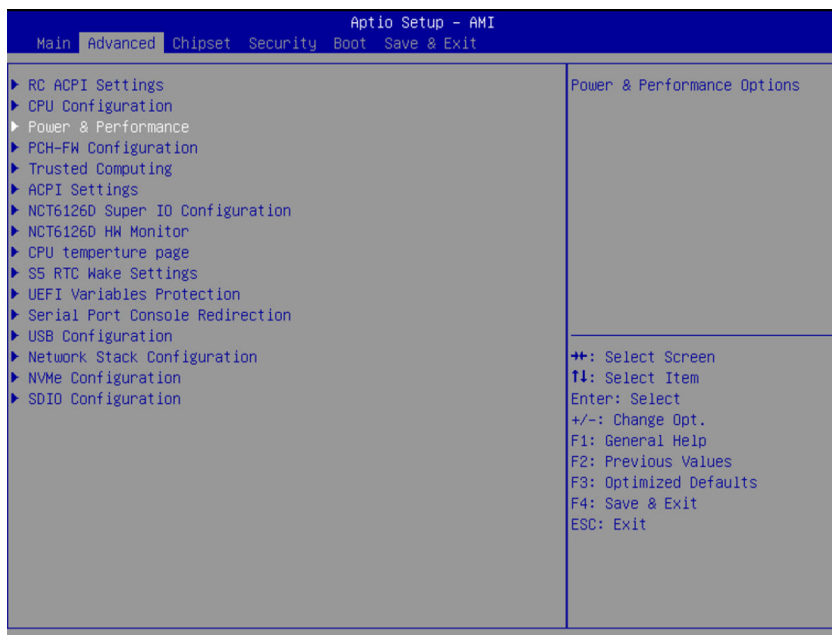 Aptio Setup – AMI
Main Advanced Chipset Security Boot Save & Exit
RC ACPI Settings
CPU Configuration
Power & Performance
PCH-FW Configuration
Trusted Computing
ACPI Settings
NCT6126D Super IO Configuration
NCT6126D HW Monitor
CPU temperture page
S5 RTC Wake Settings
UEFI Variables Protection
Serial Port Console Redirection
USB Configuration
Network Stack Configuration
NVMe Configuration
SDIO Configuration
Power & Performance Options
→←: Select Screen
↑↓: Select Item
Enter: Select
+/-: Change Opt.
F1: General Help
F2: Previous Values
F3: Optimized Defaults
F4: Save & Exit
ESC: Exit